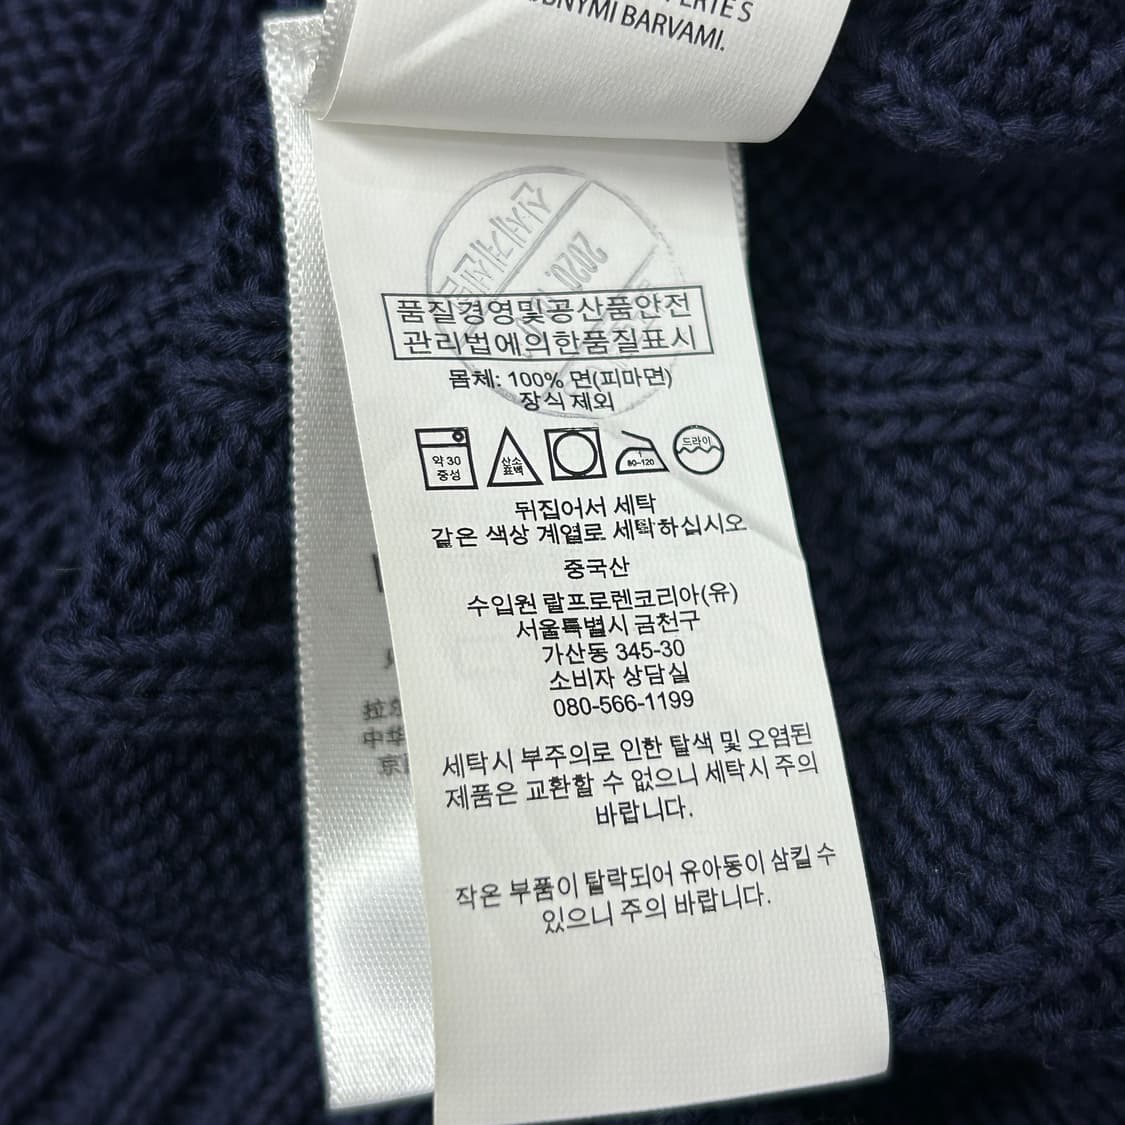 BARVAMI.
2020.
품질경영및공산품안전
관리법에의한품질표시
몸체: 100% 면(피마면)
장식 제외
약 30
중성
산소
표백
80~120
드라이
뒤집어서 세탁
같은 색상 계열로 세탁하십시오
중국산
수입원 랄프로렌코리아(유)
서울특별시 금천구
가산동 345-30
소비자 상담실
080-566-1199
세탁시 부주의로 인한 탈색 및 오염된
제품은 교환할 수 없으니 세탁시 주의
바랍니다.
작은 부품이 탈락되어 유아동이 삼킬 수
있으니 주의 바랍니다.